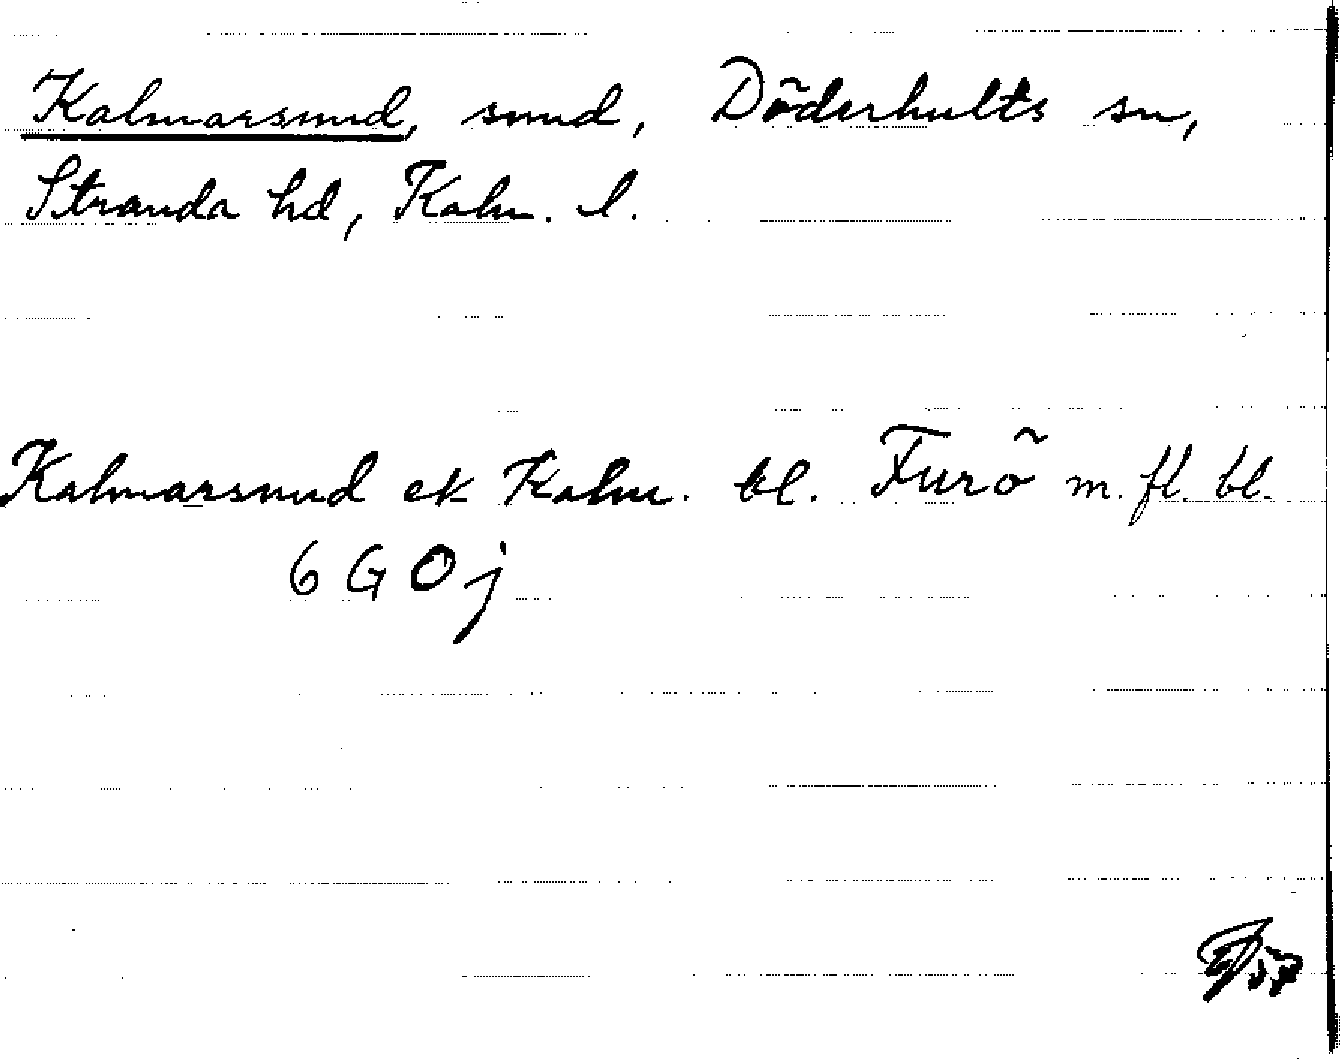 Kalmarsund, sund, Döderhults sn,
Stranda hd, Kalm. l.
Kalmarsund ek Kalm. bl. Furö m. fl. bl.
6 G O j